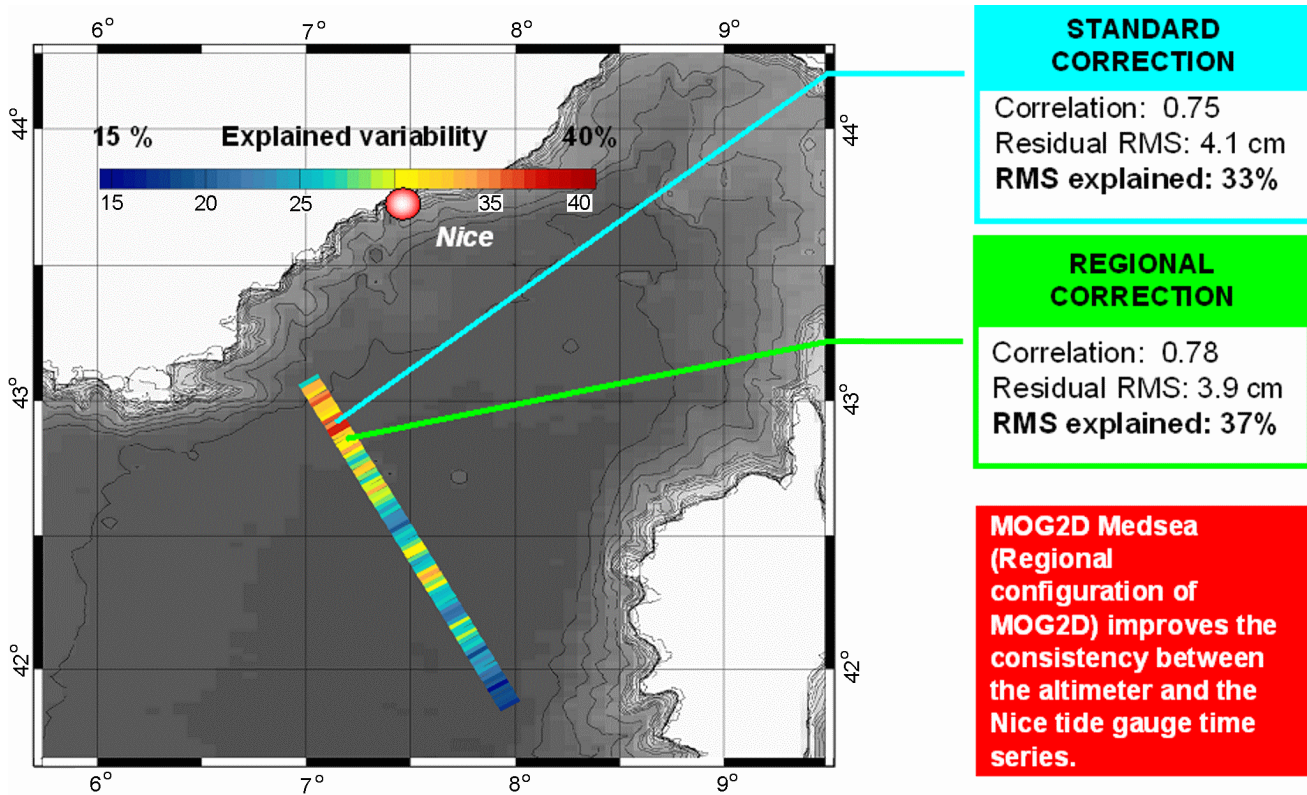 6° 7° 8° 9°
STANDARD
CORRECTION
Correlation: 0.75
Residual RMS: 4.1 cm
RMS explained: 33%
44° 44°
15 % Explained variability 40%
15 20 25 35 40
Nice
REGIONAL
CORRECTION
Correlation: 0.78
Residual RMS: 3.9 cm
RMS explained: 37%
43° 43°
MOG2D Medsea
(Regional
configuration of
MOG2D) improves the
consistency between
the altimeter and the
Nice tide gauge time
series.
42° 42°
6° 7° 8° 9°